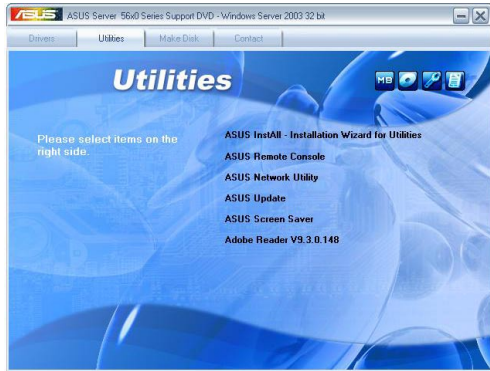 ASUS ASUS Server 56x0 Series Support DVD - Windows Server 2003 32 bit
Drivers Utilities Make Disk Contact
Utilities
MB
Please select items on the
right side.
ASUS InstAll - Installation Wizard for Utilities
ASUS Remote Console
ASUS Network Utility
ASUS Update
ASUS Screen Saver
Adobe Reader V9.3.0.148